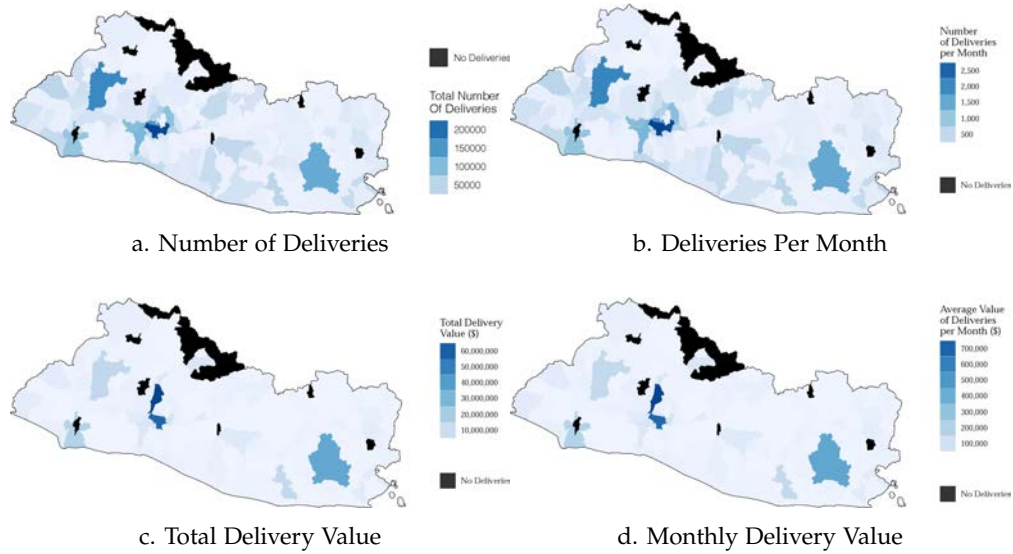 No Deliveries
Total Number
Of Deliveries
200000
150000
100000
50000
a. Number of Deliveries
Number
of Deliveries
per Month
2,500
2,000
1,500
1,000
500
No Deliveries
b. Deliveries Per Month
Total Delivery
Value ($)
60,000,000
50,000,000
40,000,000
30,000,000
20,000,000
10,000,000
No Deliveries
c. Total Delivery Value
Average Value
of Deliveries
per Month ($)
700,000
600,000
500,000
400,000
300,000
200,000
100,000
No Deliveries
d. Monthly Delivery Value